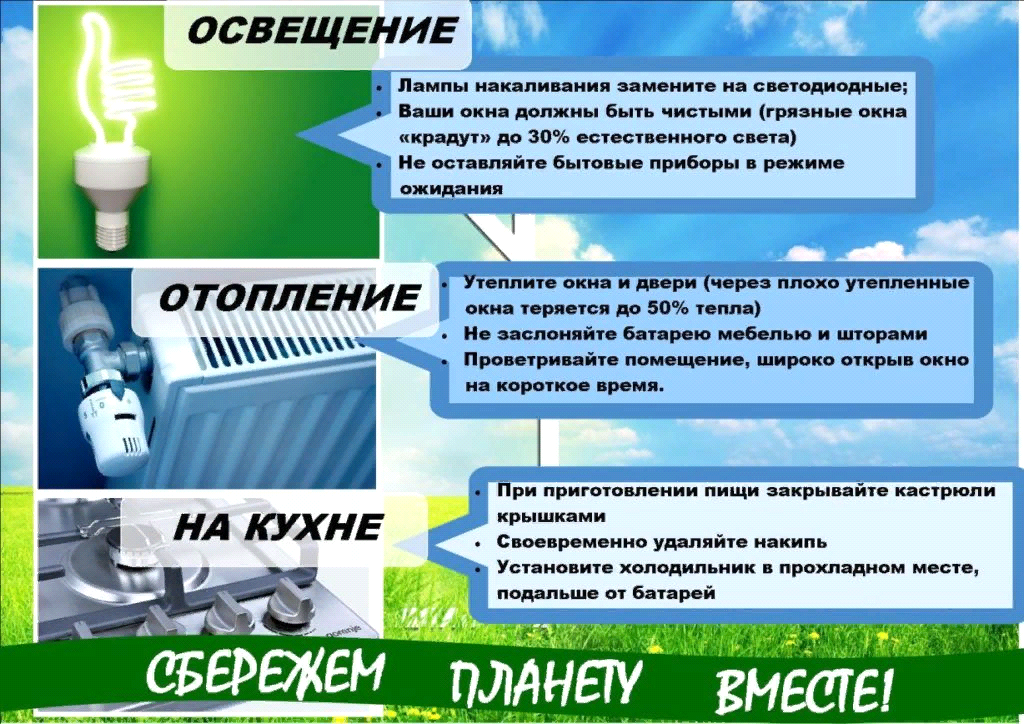 ОСВЕЩЕНИЕ
• Лампы накаливания замените на светодиодные;
• Ваши окна должны быть чистыми (грязные окна
«крадут» до 30% естественного света)
• Не оставляйте бытовые приборы в режиме
ожидания
ОТОПЛЕНИЕ
• Утеплите окна и двери (через плохо утепленные
окна теряется до 50% тепла)
• Не заслоняйте батарею мебелью и шторами
• Проветривайте помещение, широко открыв окно
на короткое время.
НА КУХНЕ
• При приготовлении пищи закрывайте кастрюли
крышками
• Своевременно удаляйте накипь
• Установите холодильник в прохладном месте,
подальше от батарей
gorenje
СБЕРЕЖЕМ ПЛАНЕТУ ВМЕСТЕ!